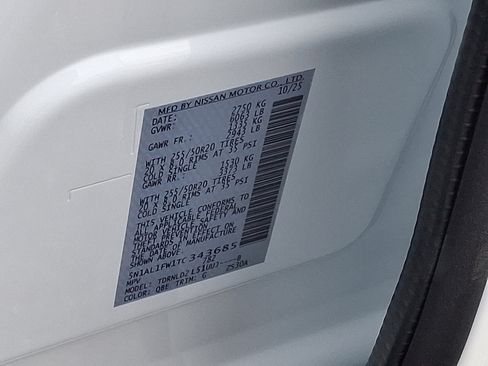 MFD BY NISSAN MOTOR CO., LTD.
DATE: 10/25
GVWR: 2750 KG
6063 LB
GAWR FR.: 1335 KG
2943 LB
WITH 255/50R20 TIRES
20 X 8.0 RIMS AT 35 PSI
COLD SINGLE
GAWR RR.: 1530 KG
3373 LB
WITH 255/50R20 TIRES
20 X 8.0 RIMS AT 35 PSI
COLD SINGLE
THIS VEHICLE CONFORMS TO
ALL APPLICABLE FEDERAL
MOTOR VEHICLE SAFETY AND
THEFT PREVENTION
STANDARDS IN EFFECT ON
THE DATE OF MANUFACTURE
SHOWN ABOVE.
5N1AL1FW1TC343685
MPV
MODEL: TDRNLD2
COLOR: QBE TRIM: G